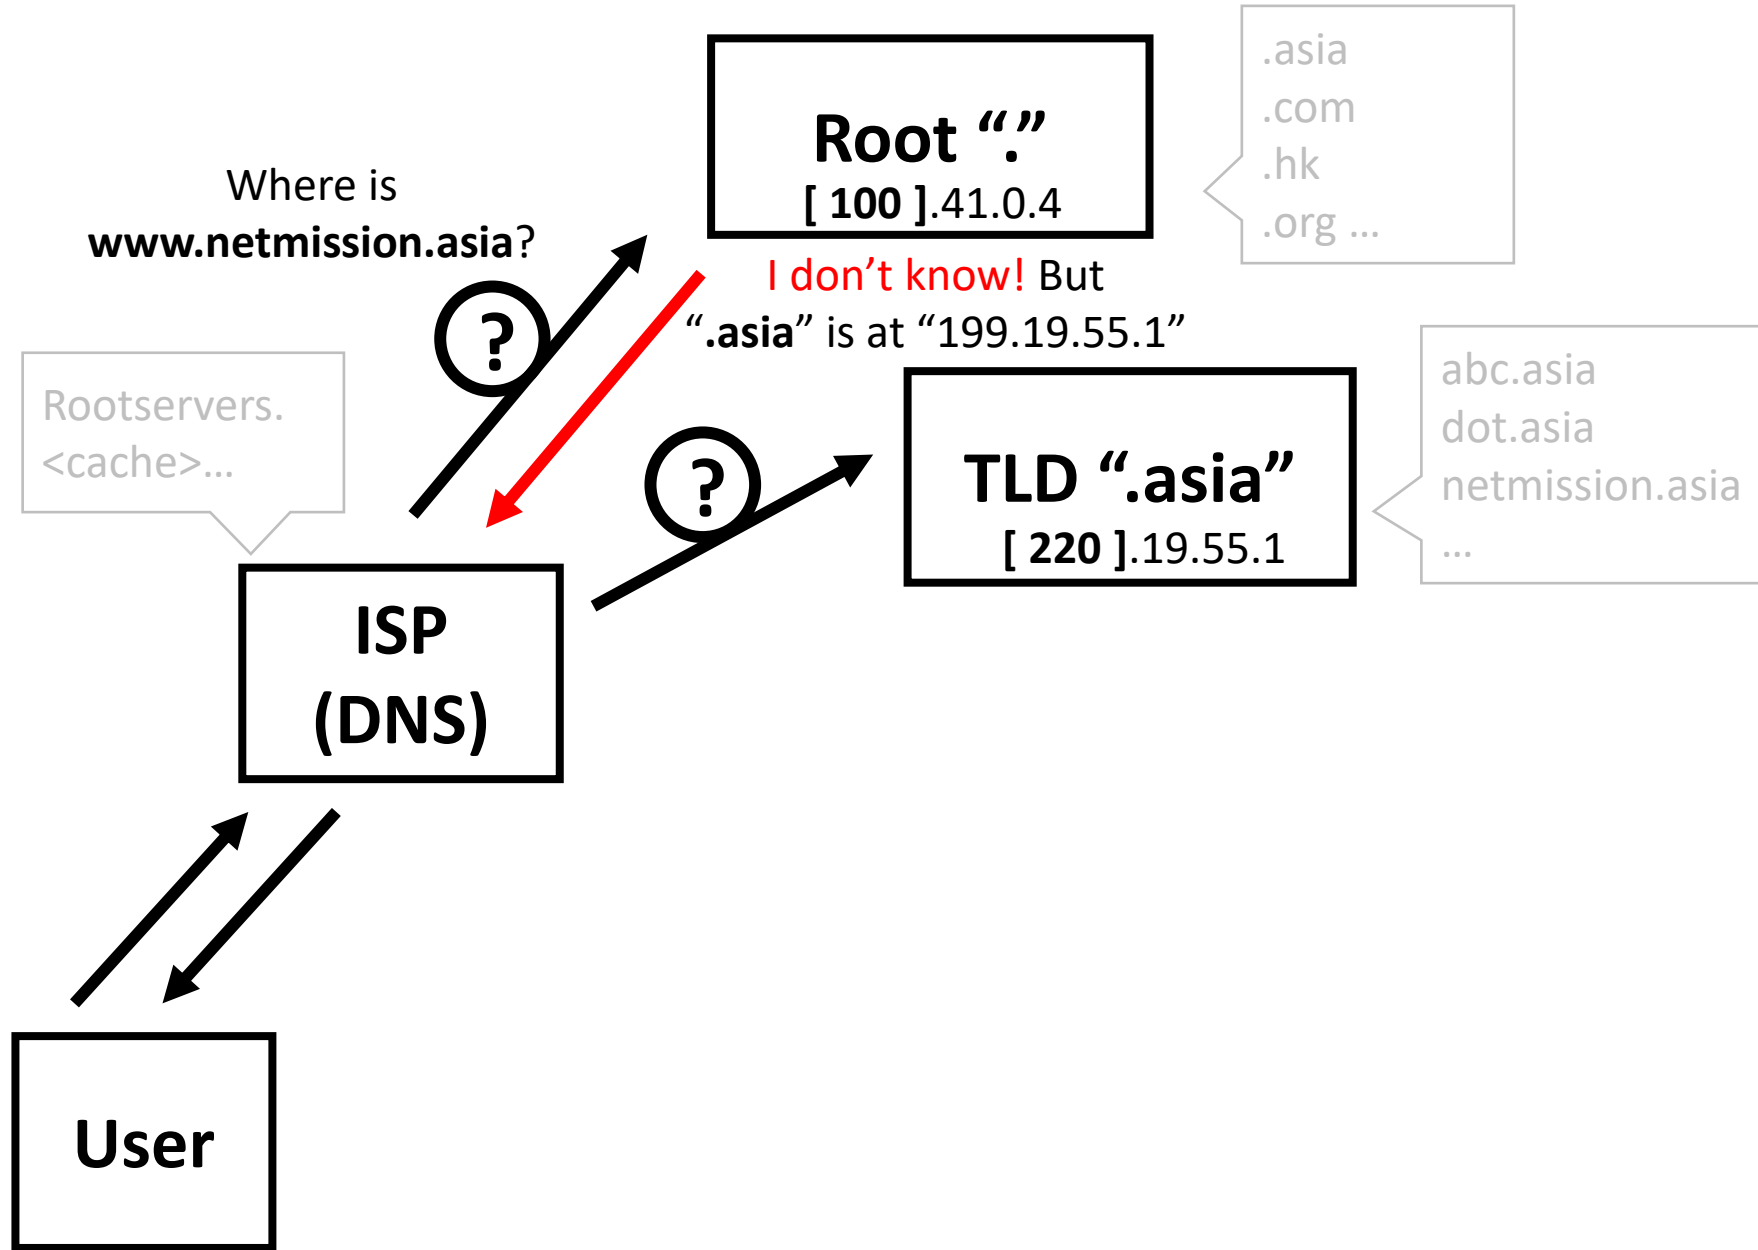 .asia
.com
.hk
.org ...
Root “.”
[ 100 ].41.0.4
Where is
www.netmission.asia?
?
I don’t know! But
“.asia” is at “199.19.55.1”
Rootservers.
<cache>...
?
TLD “.asia”
[ 220 ].19.55.1
abc.asia
dot.asia
netmission.asia
...
ISP
(DNS)
User